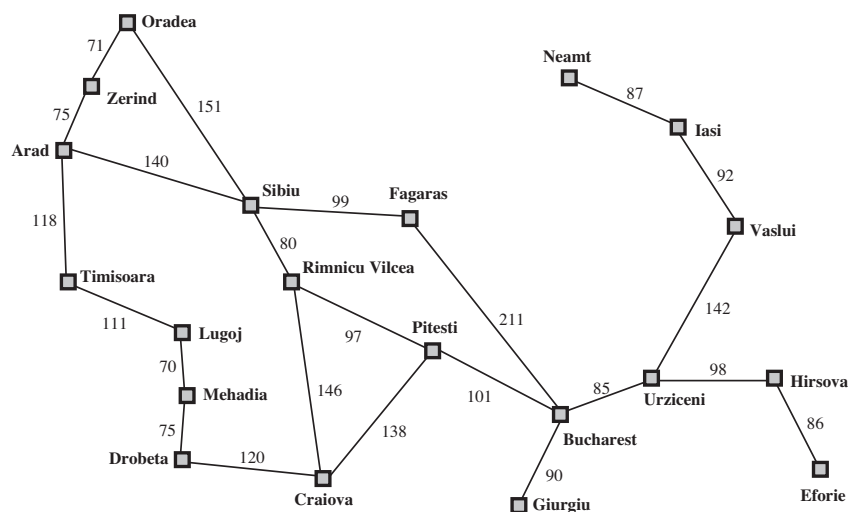 Oradea
71
Neamt
Zerind
87
75
151
Iasi
Arad
140
92
Sibiu
Fagaras
99
118
Vaslui
80
Timisoara
Rimnicu Vilcea
142
111
Lugoj
97
Pitesti
211
70
98
Hirsova
Mehadia
146
101
85
Urziceni
75
138
86
Bucharest
Drobeta
120
90
Craiova
Giurgiu
Eforie